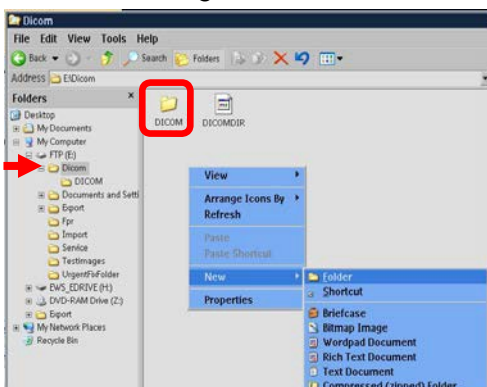 Dicom
File Edit View Tools Help
Back Search Folders
Address E:\Dicom
Folders ×
Desktop
My Documents
My Computer
FTP (E:)
Dicom
DICOM
Documents and Setti
Export
Fpr
Import
Service
Testimages
UrgentFixFolder
EWS_EDRIVE (H:)
DVD-RAM Drive (Z:)
Export
My Network Places
Recycle Bin
DICOM DICOMDIR
View
Arrange Icons By
Refresh
Paste
Paste Shortcut
New
Properties
Folder
Shortcut
Briefcase
Bitmap Image
Wordpad Document
Rich Text Document
Text Document
Compressed (zipped) Folder